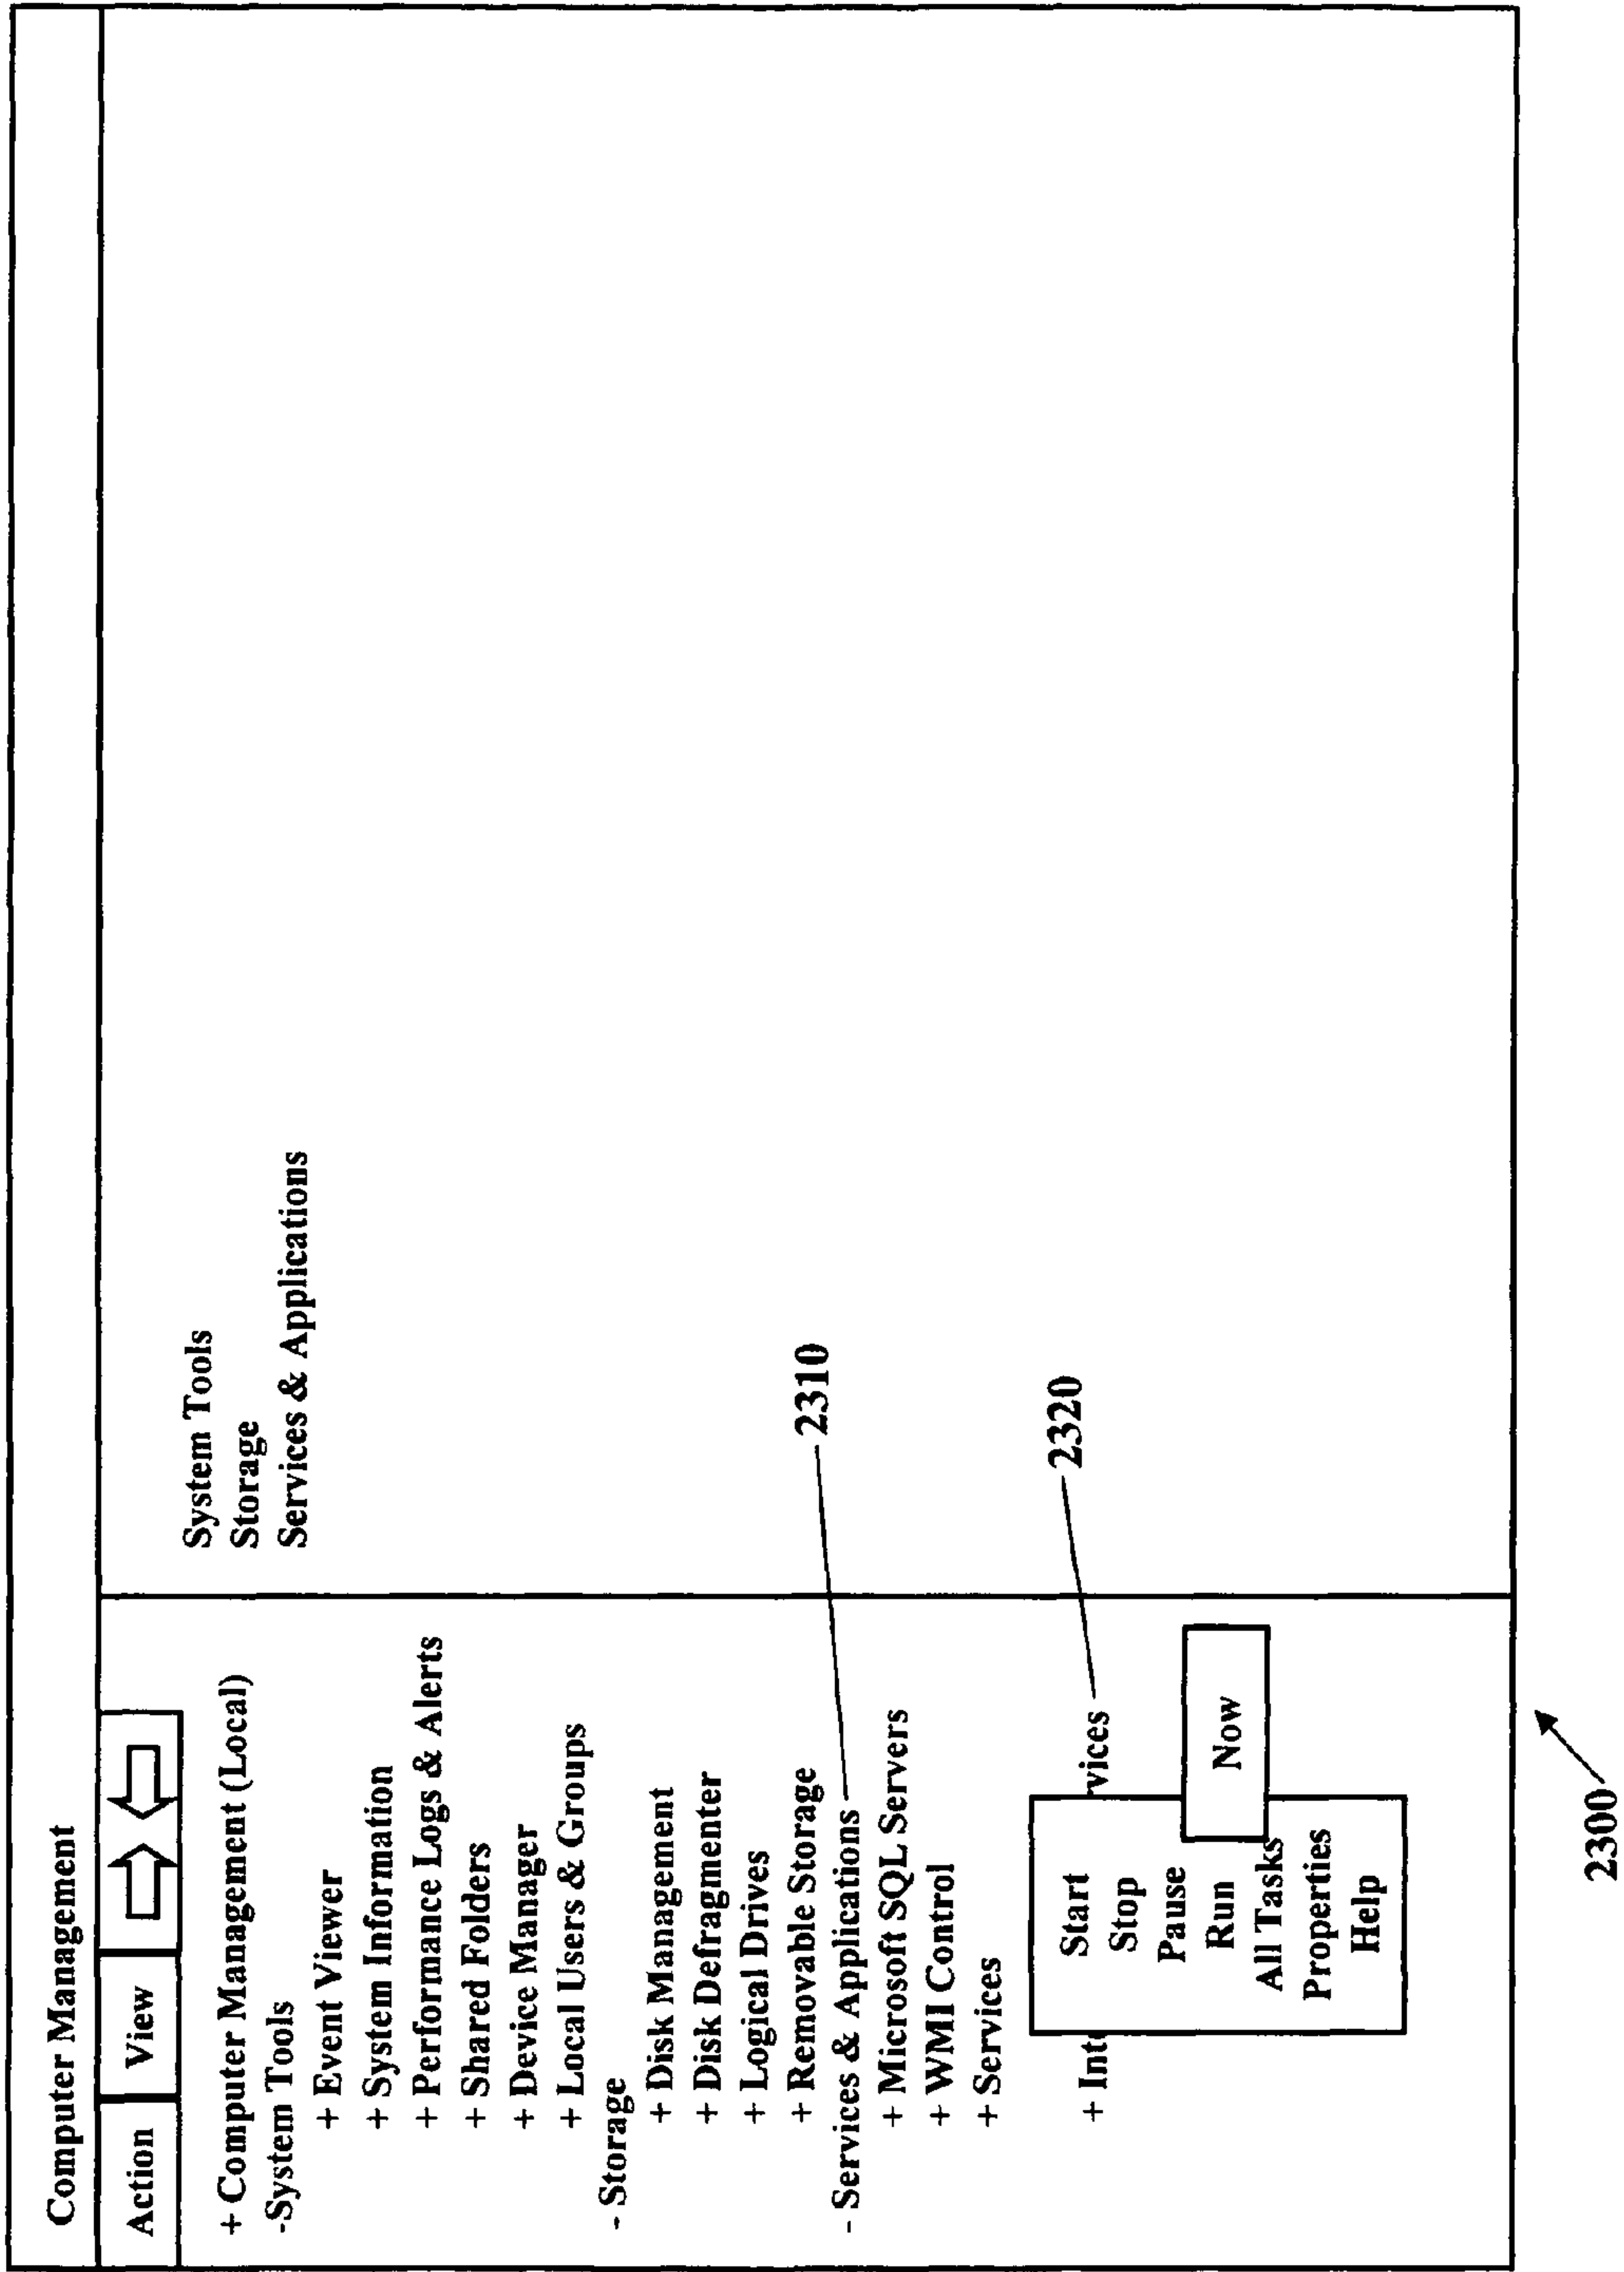 Computer Management
Action
View
+ Computer Management (Local)
-System Tools
+ Event Viewer
+ System Information
+ Performance Logs & Alerts
+ Shared Folders
+ Device Manager
+ Local Users & Groups
- Storage
+ Disk Management
+ Disk Defragmenter
+ Logical Drives
+ Removable Storage
- Services & Applications
+ Microsoft SQL Servers
+ WMI Control
+ Services
+ Inte
vices
Start
Stop
Pause
Run
Now
All Tasks
Properties
Help
System Tools
Storage
Services & Applications
2310
2320
2300